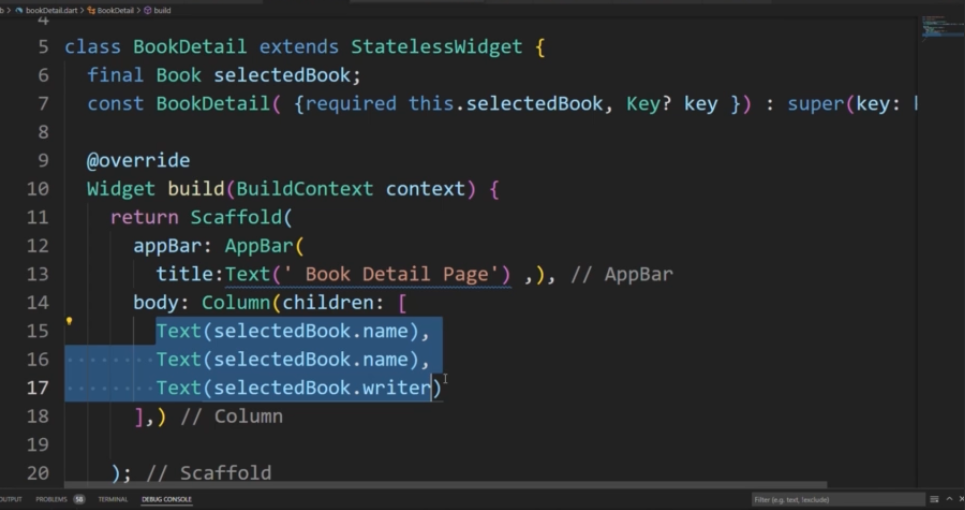 bookDetail.dart > BookDetail > build
4
5 class BookDetail extends StatelessWidget {
6 final Book selectedBook;
7 const BookDetail( {required this.selectedBook, Key? key }) : super(key:
8
9 @override
10 Widget build(BuildContext context) {
11 return Scaffold(
12 appBar: AppBar(
13 title:Text(' Book Detail Page') ,), // AppBar
14 body: Column(children: [
15 Text(selectedBook.name),
16 Text(selectedBook.name),
17 Text(selectedBook.writer)
18 ],) // Column
19
20 ); // Scaffold
OUTPUT PROBLEMS 58 TERMINAL DEBUG CONSOLE Filter (e.g. text, !exclude)